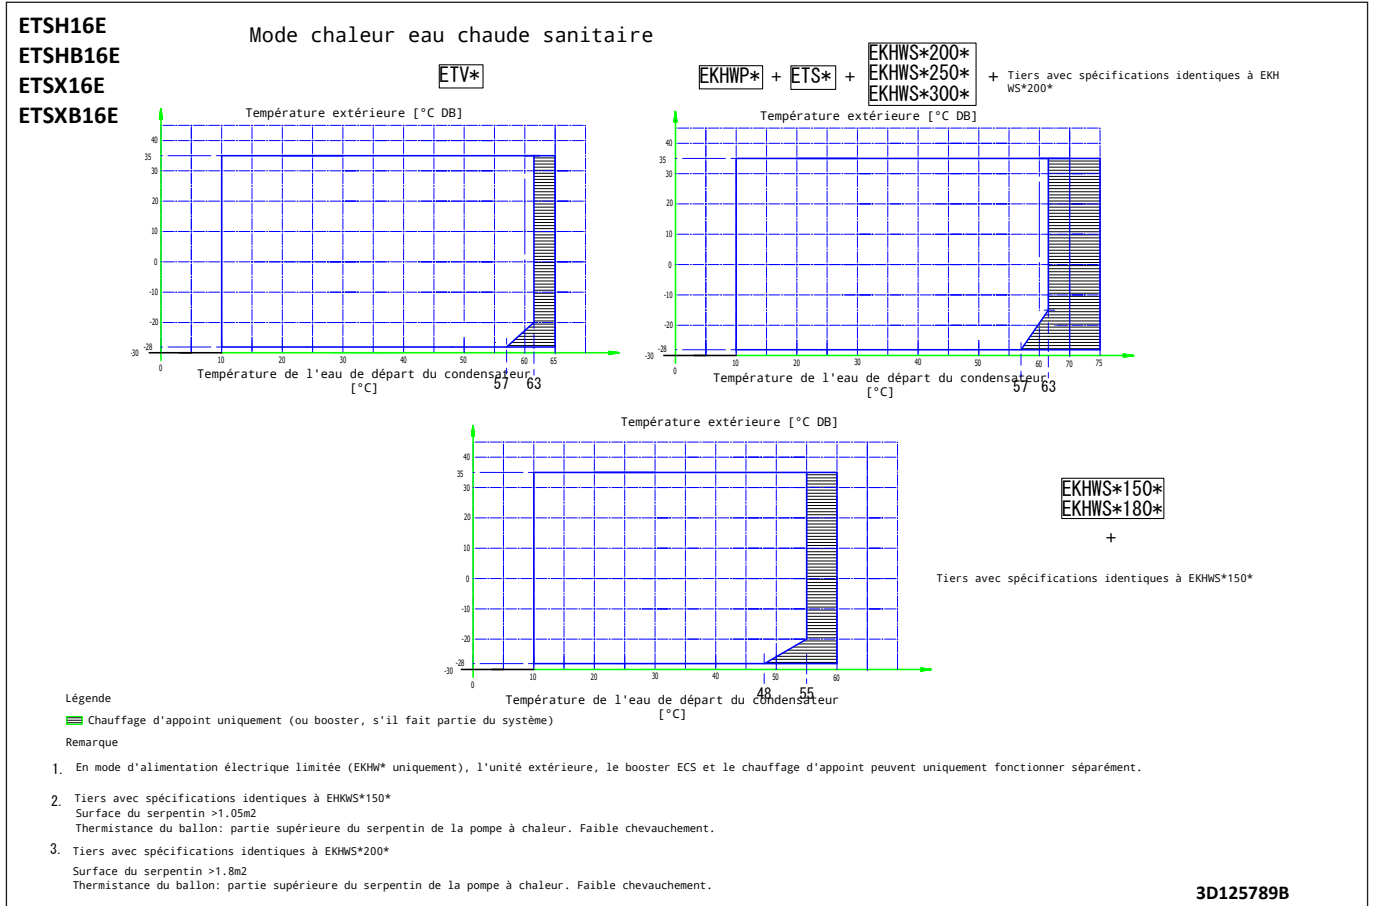 ETSH16E
ETSHB16E
ETSX16E
ETSXB16E
Mode chaleur eau chaude sanitaire
ETV*
EKHWP* + ETS* + EKHWS*200*
EKHWS*250*
EKHWS*300*
+ Tiers avec spécifications identiques à EKH
WS*200*
Température extérieure [°C DB]
40
35
30
20
10
0
-10
-20
-28
-30
0 10 20 30 40 50 60 65
Température de l'eau de départ du condensateur
[°C]
57 63
Température extérieure [°C DB]
40
35
30
20
10
0
-10
-20
-28
-30
0 10 20 30 40 50 60 70 75
Température de l'eau de départ du condensateur
[°C]
57 63
Température extérieure [°C DB]
40
35
30
20
10
0
-10
-20
-28
-30
0 10 20 30 40 50 60
48 55
Température de l'eau de départ du condensateur
[°C]
EKHWS*150*
EKHWS*180*
+
Tiers avec spécifications identiques à EKHWS*150*
Légende
Chauffage d'appoint uniquement (ou booster, s'il fait partie du système)
Remarque
1. En mode d'alimentation électrique limitée (EKHW* uniquement), l'unité extérieure, le booster ECS et le chauffage d'appoint peuvent uniquement fonctionner séparément.
2. Tiers avec spécifications identiques à EHKWS*150*
Surface du serpentin >1.05m2
Thermistance du ballon: partie supérieure du serpentin de la pompe à chaleur. Faible chevauchement.
3. Tiers avec spécifications identiques à EKHWS*200*
Surface du serpentin >1.8m2
Thermistance du ballon: partie supérieure du serpentin de la pompe à chaleur. Faible chevauchement.
3D125789B